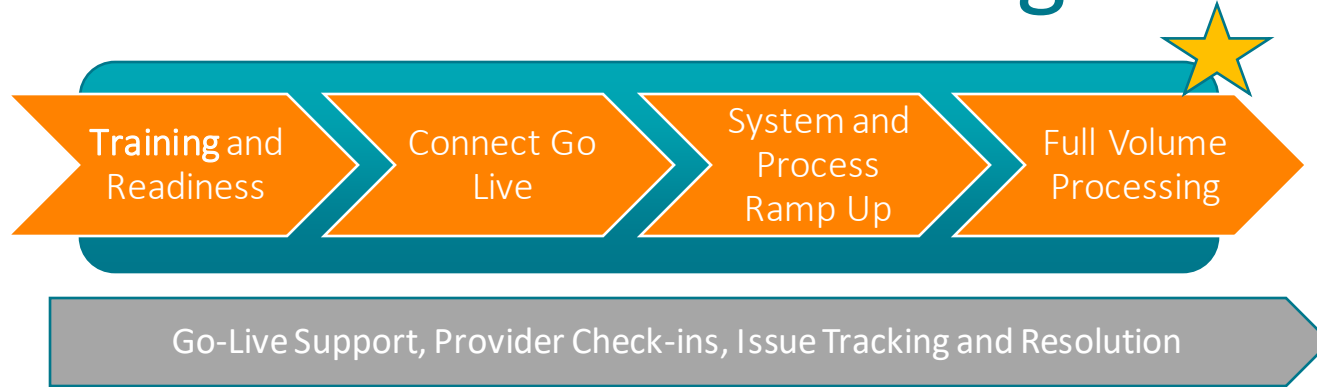 Training and
Readiness
Connect Go
Live
System and
Process
Ramp Up
Full Volume
Processing
Go-Live Support, Provider Check-ins, Issue Tracking and Resolution